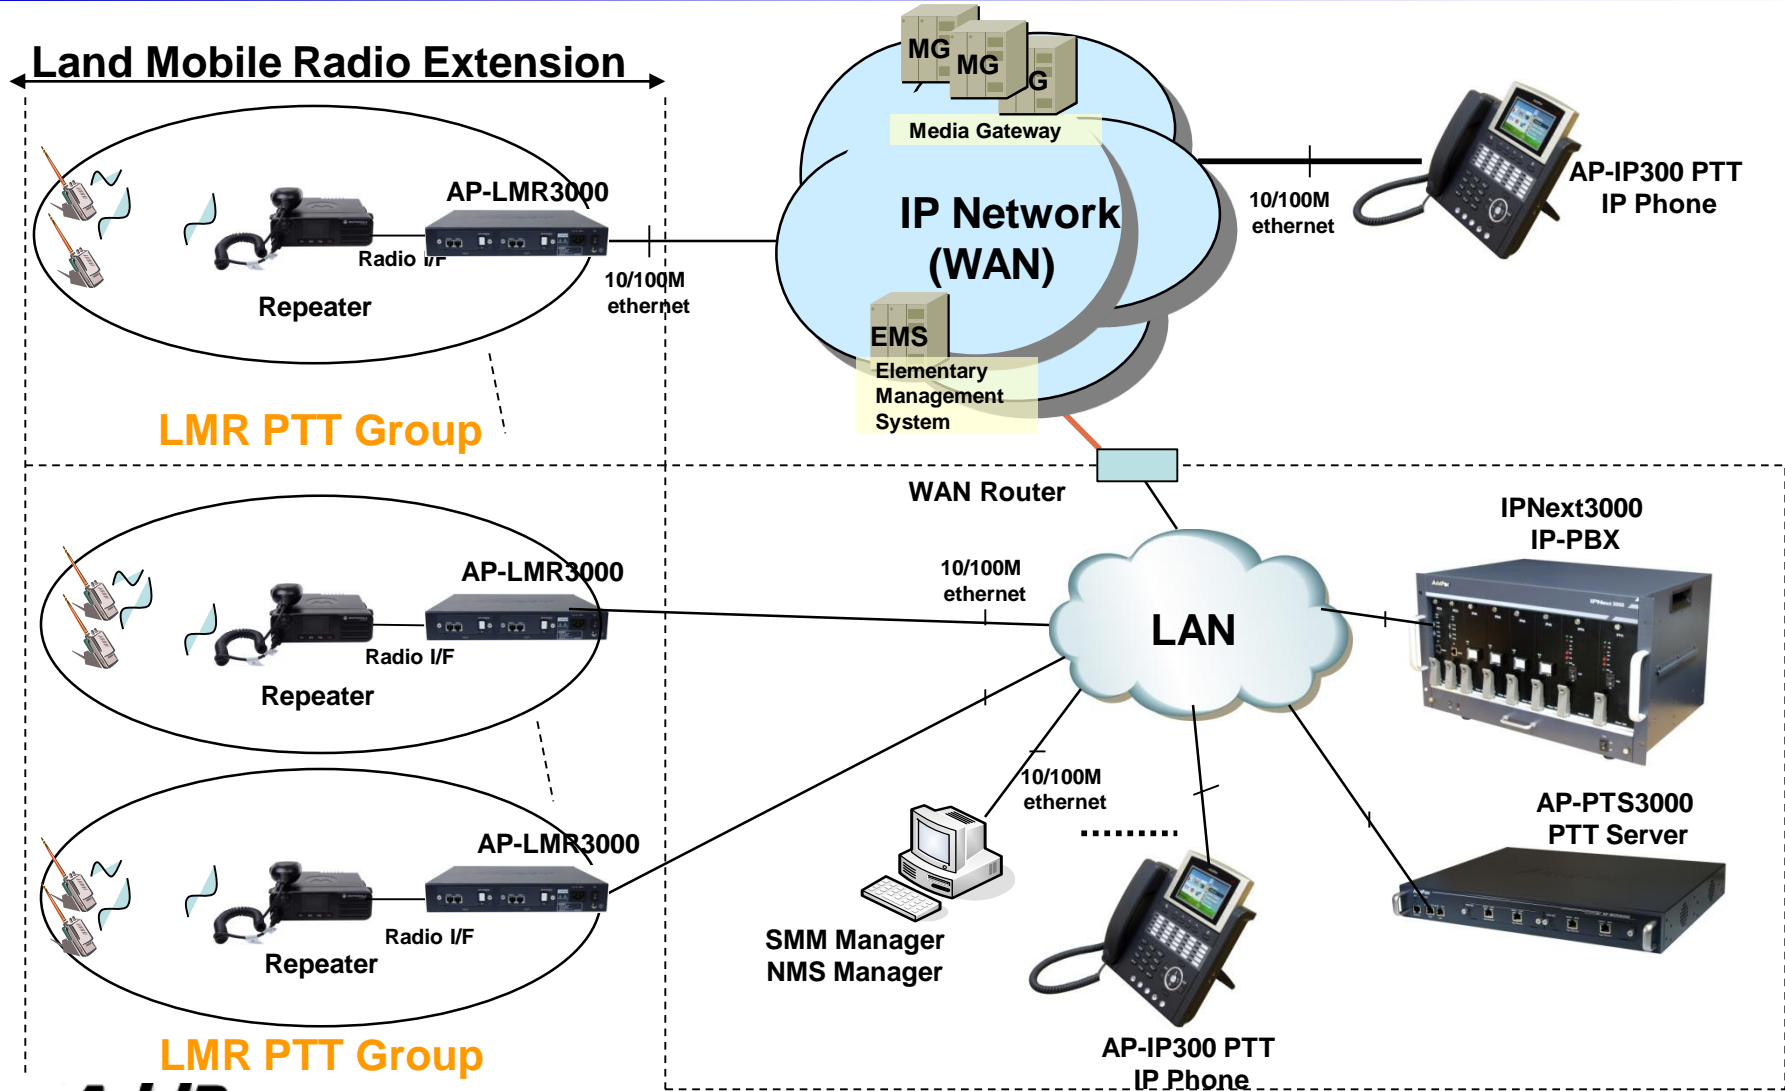 Land Mobile Radio Extension
MG
MG
G
Media Gateway
AP-LMR3000
Radio I/F
Repeater
10/100M
ethernet
IP Network
(WAN)
10/100M
ethernet
AP-IP300 PTT
IP Phone
EMS
Elementary
Management
System
LMR PTT Group
WAN Router
AP-LMR3000
Radio I/F
Repeater
10/100M
ethernet
LAN
IPNext3000
IP-PBX
10/100M
ethernet
AP-LMR3000
Radio I/F
Repeater
SMM Manager
NMS Manager
AP-PTS3000
PTT Server
AP-IP300 PTT
IP Phone
LMR PTT Group